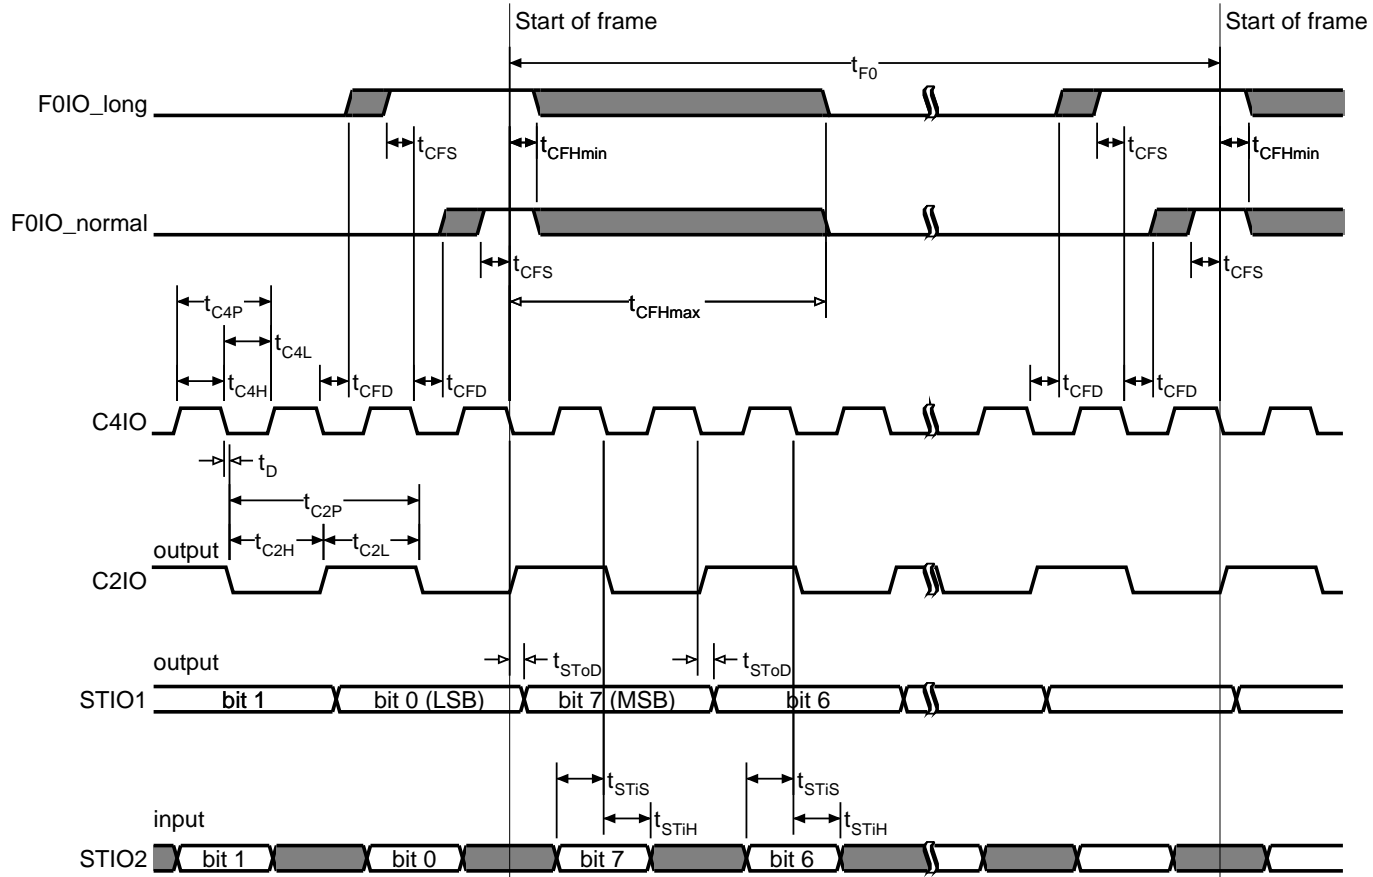 Start of frame Start of frame
tF0
F0IO_long
tCFS tCFHmin tCFS tCFHmin
F0IO_normal
tCFS tCFS
tC4P tCFHmax
tC4L
tC4H tCFD tCFD tCFD tCFD
C4IO
tD
tC2P
output tC2H tC2L
C2IO
output tSToD tSToD
STIO1 bit 1 bit 0 (LSB) bit 7 (MSB) bit 6
tSTiS tSTiS
input tSTiH tSTiH
STIO2 bit 1 bit 0 bit 7 bit 6